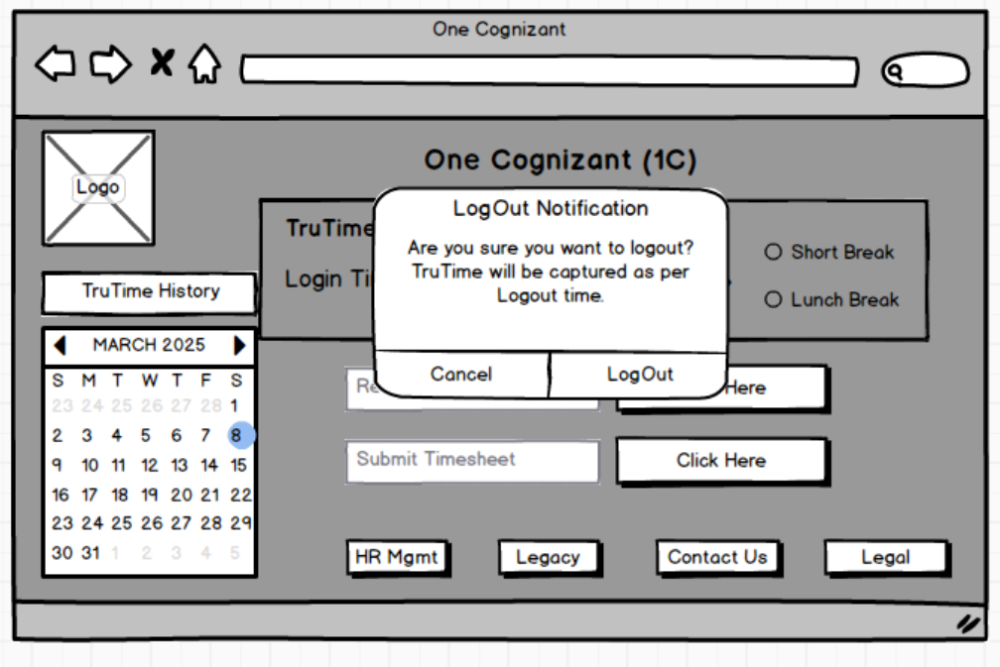 One Cognizant
Logo
One Cognizant (1C)
TruTime
Login Ti
LogOut Notification
Are you sure you want to logout?
TruTime will be captured as per
Logout time.
Cancel LogOut
Short Break
Lunch Break
TruTime History
MARCH 2025
S M T W T F S
23 24 25 26 27 28 1
2 3 4 5 6 7 8
9 10 11 12 13 14 15
16 17 18 19 20 21 22
23 24 25 26 27 28 29
30 31 1 2 3 4 5
Re
Here
Submit Timesheet Click Here
HR Mgmt Legacy Contact Us Legal